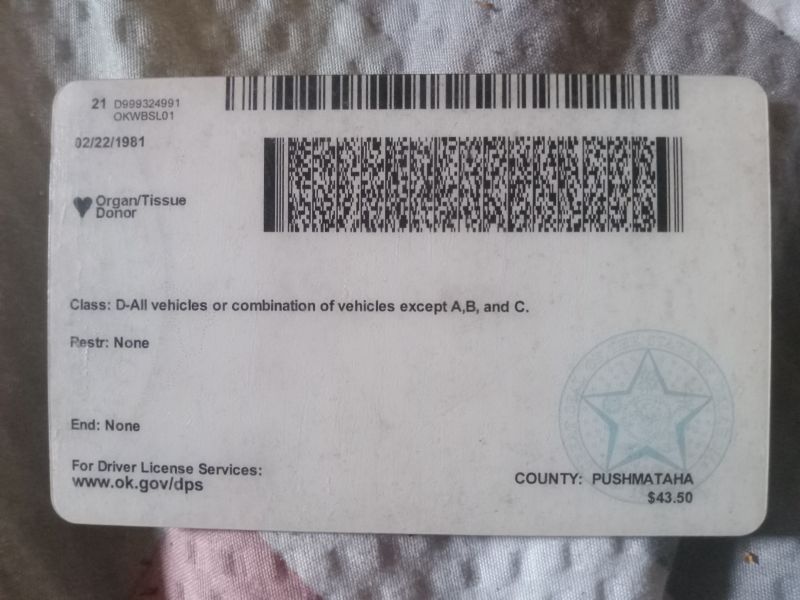 21 D999324991
OKWBSL01
02/22/1981
Organ/Tissue
Donor
Class: D-All vehicles or combination of vehicles except A,B, and C.
Restr: None
End: None
For Driver License Services:
www.ok.gov/dps
COUNTY: PUSHMATAHA
$43.50